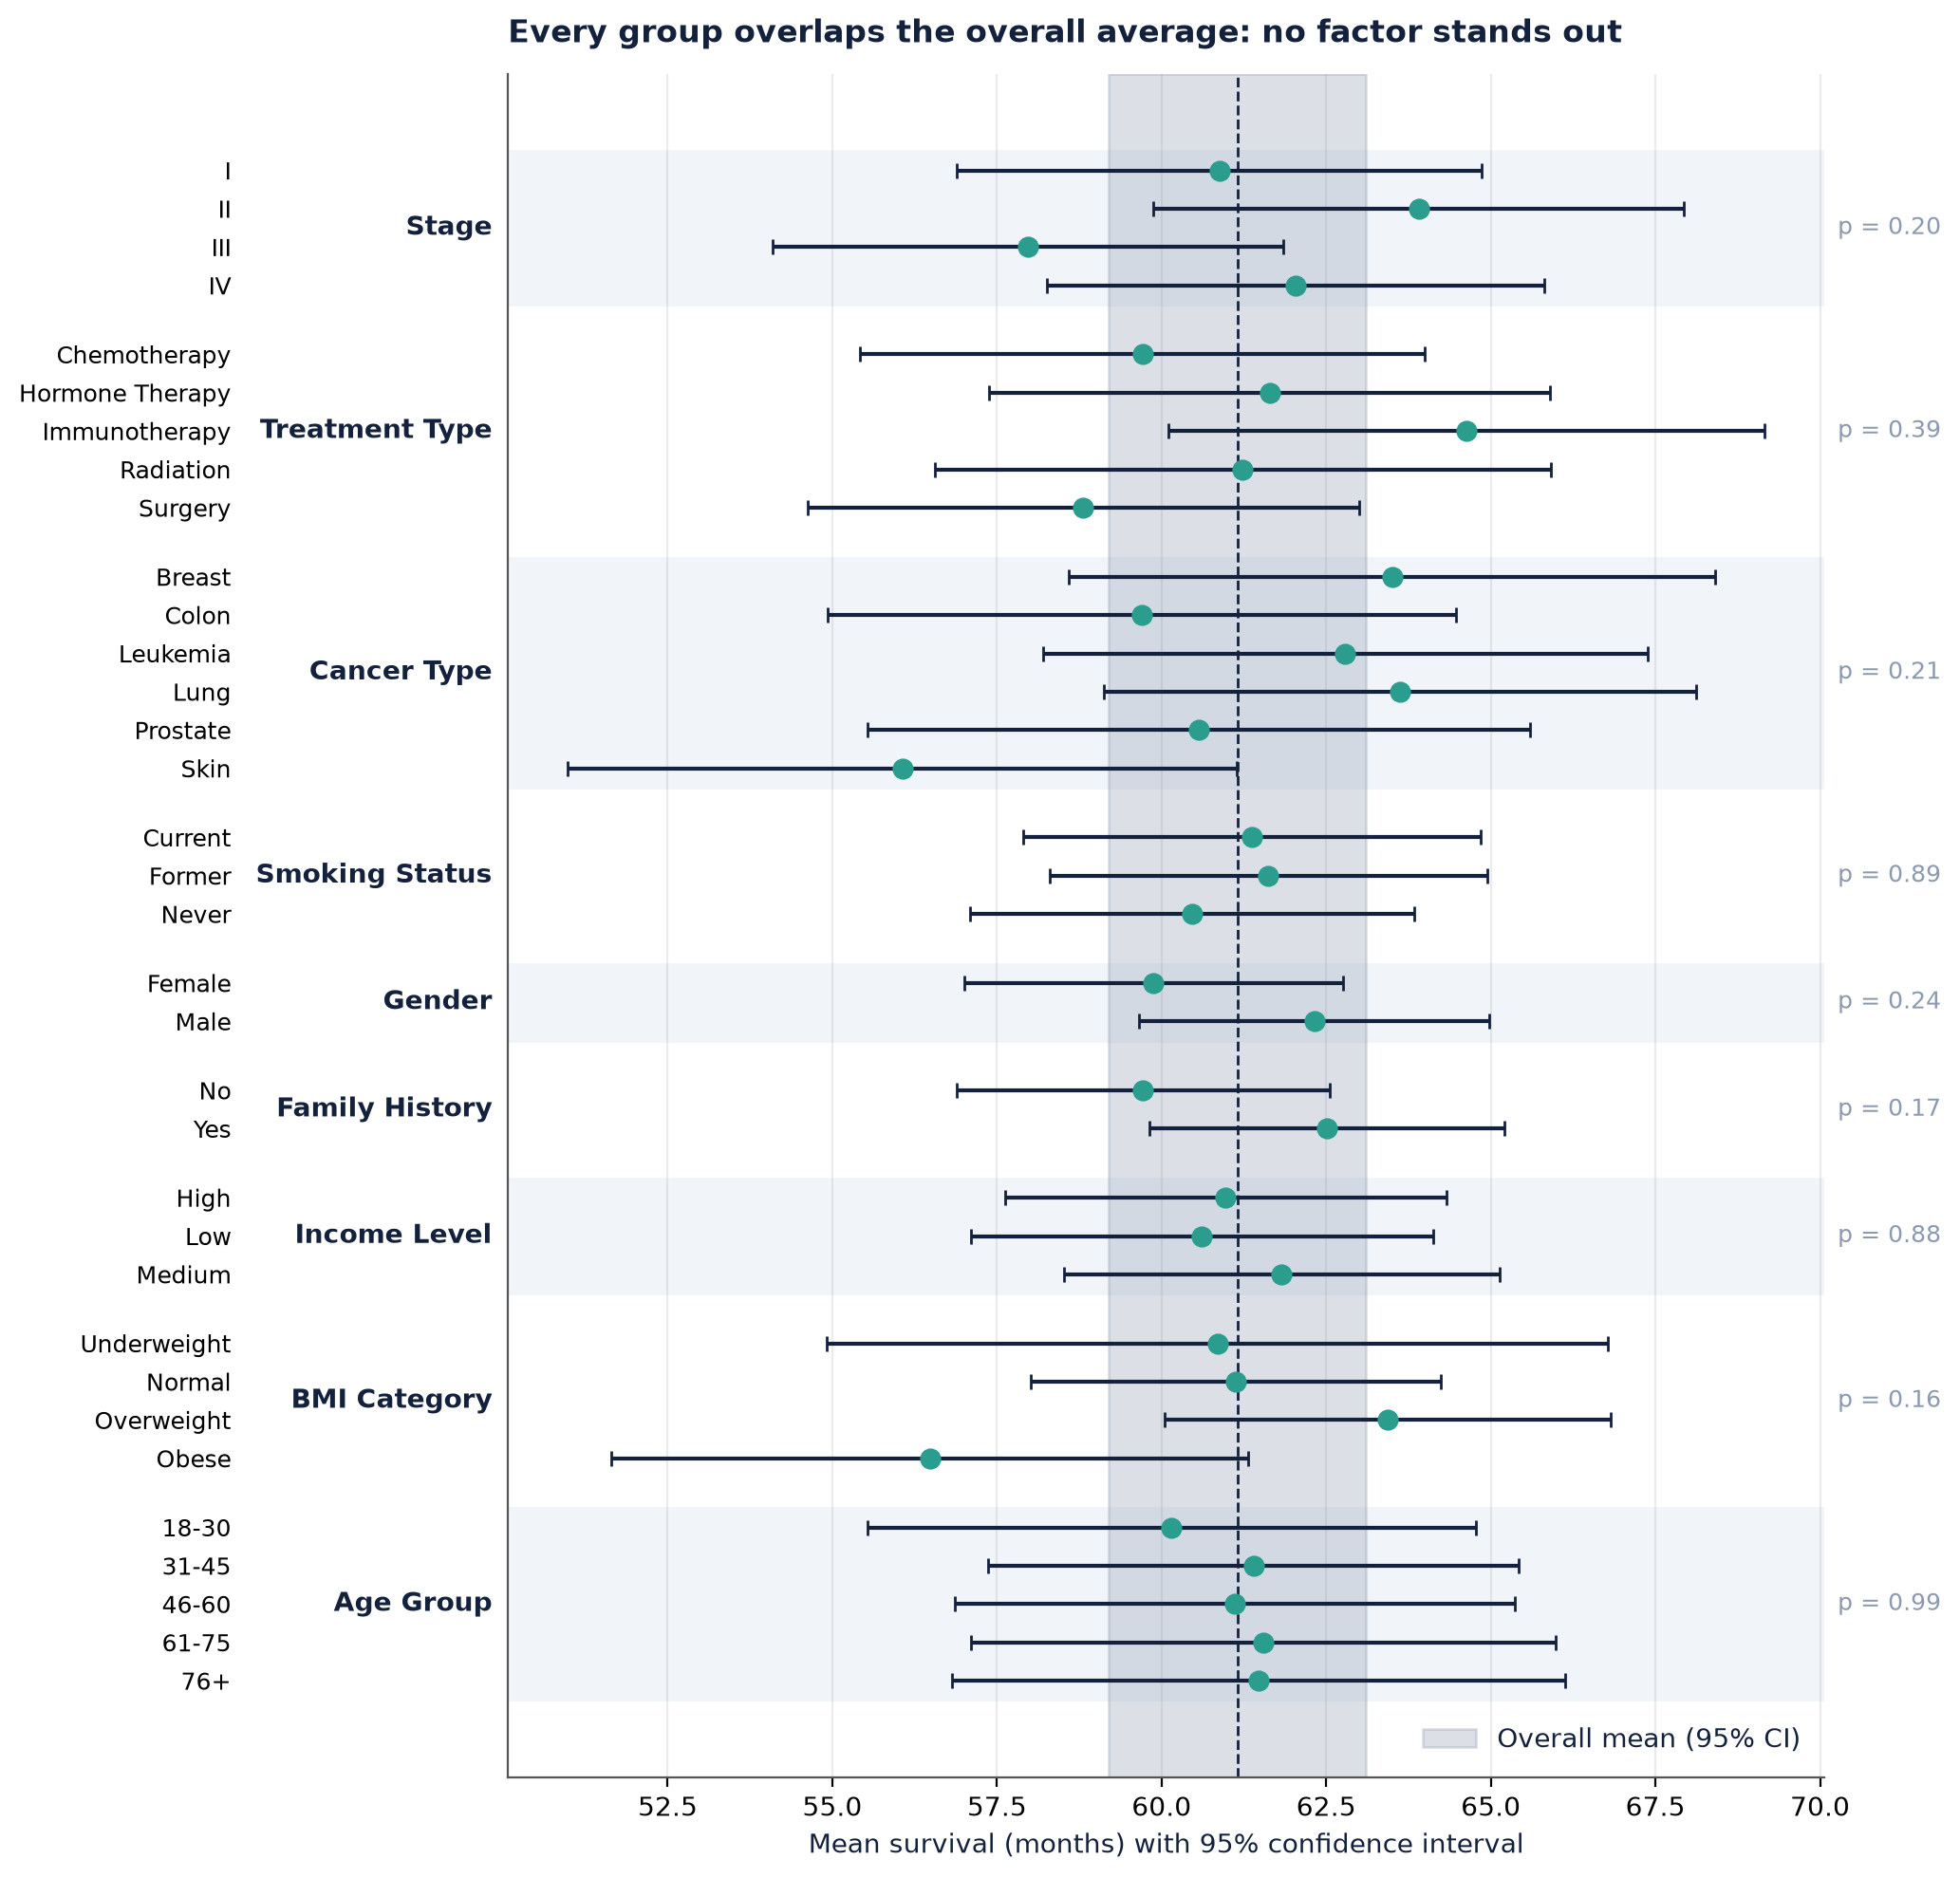 Every group overlaps the overall average: no factor stands out
I
II
Stage
p = 0.20
III
IV
Chemotherapy
Hormone Therapy
Immunotherapy
Treatment Type
p = 0.39
Radiation
Surgery
Breast
Colon
Leukemia
Cancer Type
p = 0.21
Lung
Prostate
Skin
Current
Former
Smoking Status
p = 0.89
Never
Female
Gender
p = 0.24
Male
No
Family History
p = 0.17
Yes
High
Low
Income Level
p = 0.88
Medium
Underweight
Normal
BMI Category
p = 0.16
Overweight
Obese
18-30
31-45
46-60
Age Group
p = 0.99
61-75
76+
Overall mean (95% CI)
52.5 55.0 57.5 60.0 62.5 65.0 67.5 70.0
Mean survival (months) with 95% confidence interval